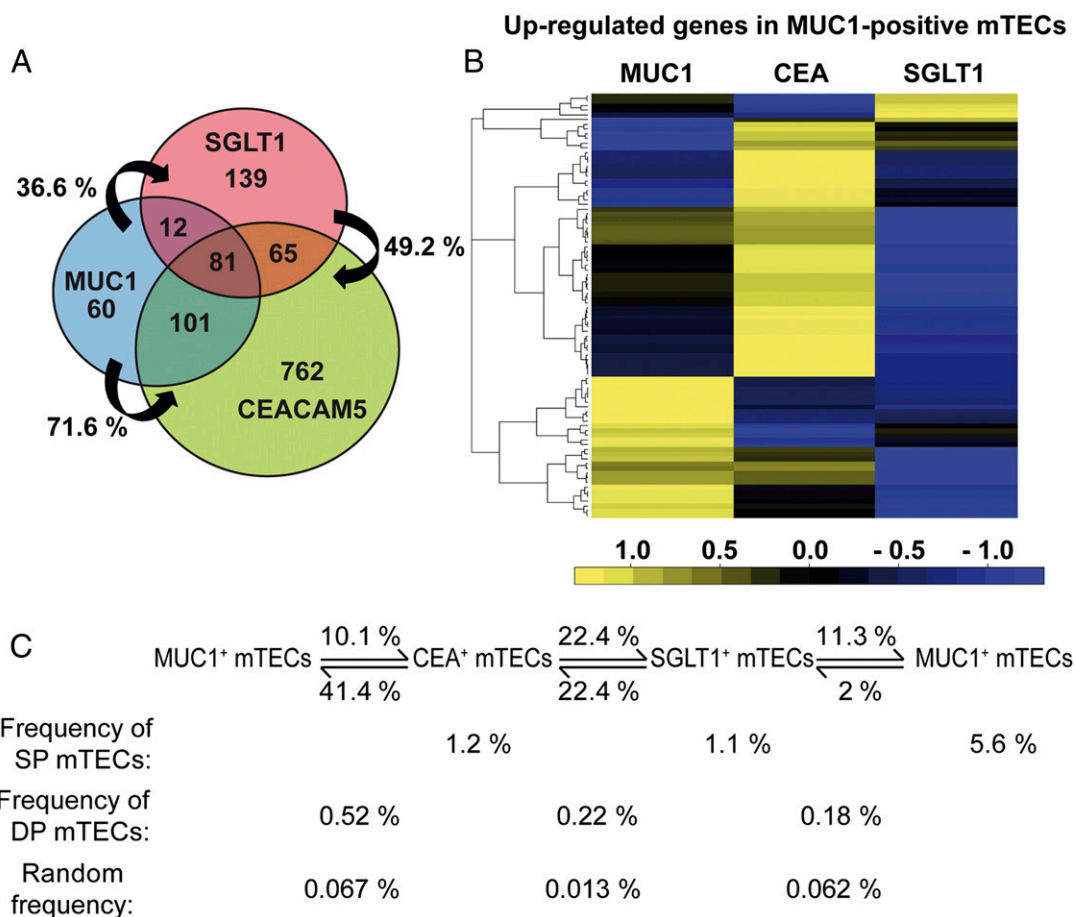 A
SGLT1
139
36.6 %
12
81
65
49.2 %
MUC1
60
101
762
CEACAM5
71.6 %
Up-regulated genes in MUC1-positive mTECs
B
MUC1 CEA SGLT1
1.0 0.5 0.0 - 0.5 - 1.0
C
10.1 % 22.4 % 11.3 %
MUC1⁺ mTECs CEA⁺ mTECs SGLT1⁺ mTECs MUC1⁺ mTECs
41.4 % 22.4 % 2 %
Frequency of
SP mTECs: 1.2 % 1.1 % 5.6 %
Frequency of
DP mTECs: 0.52 % 0.22 % 0.18 %
Random
frequency: 0.067 % 0.013 % 0.062 %